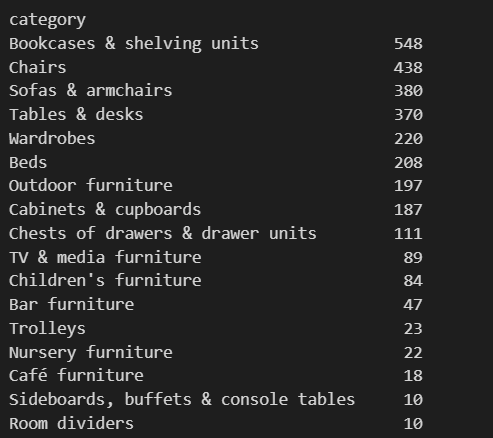 category
Bookcases & shelving units 548
Chairs 438
Sofas & armchairs 380
Tables & desks 370
Wardrobes 220
Beds 208
Outdoor furniture 197
Cabinets & cupboards 187
Chests of drawers & drawer units 111
TV & media furniture 89
Children's furniture 84
Bar furniture 47
Trolleys 23
Nursery furniture 22
Café furniture 18
Sideboards, buffets & console tables 10
Room dividers 10